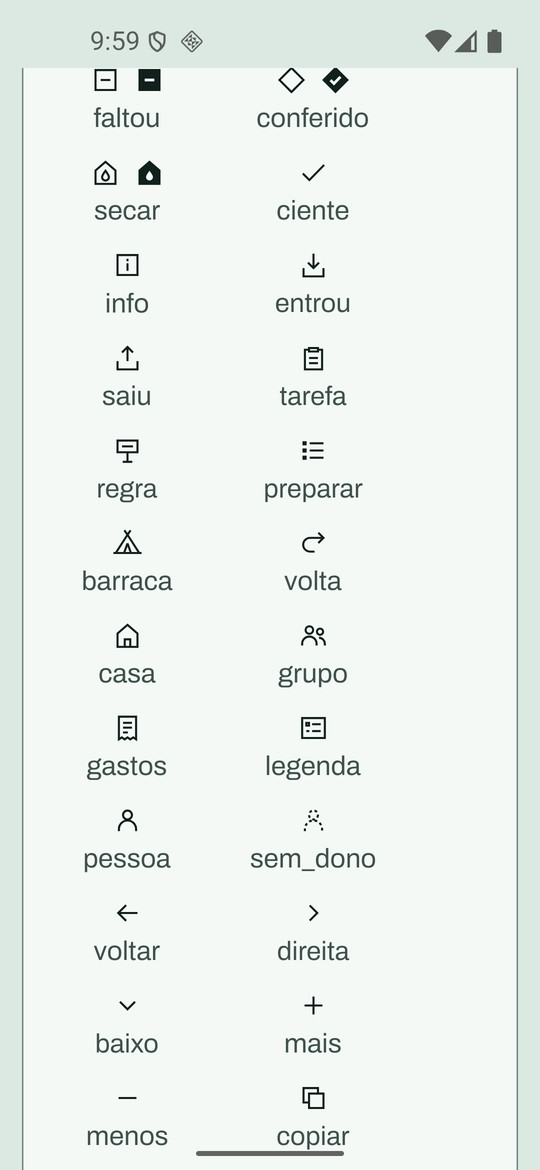 9:59
faltou conferido
secar ciente
info entrou
saiu tarefa
regra preparar
barraca volta
casa grupo
gastos legenda
pessoa sem_dono
voltar direita
baixo mais
menos copiar